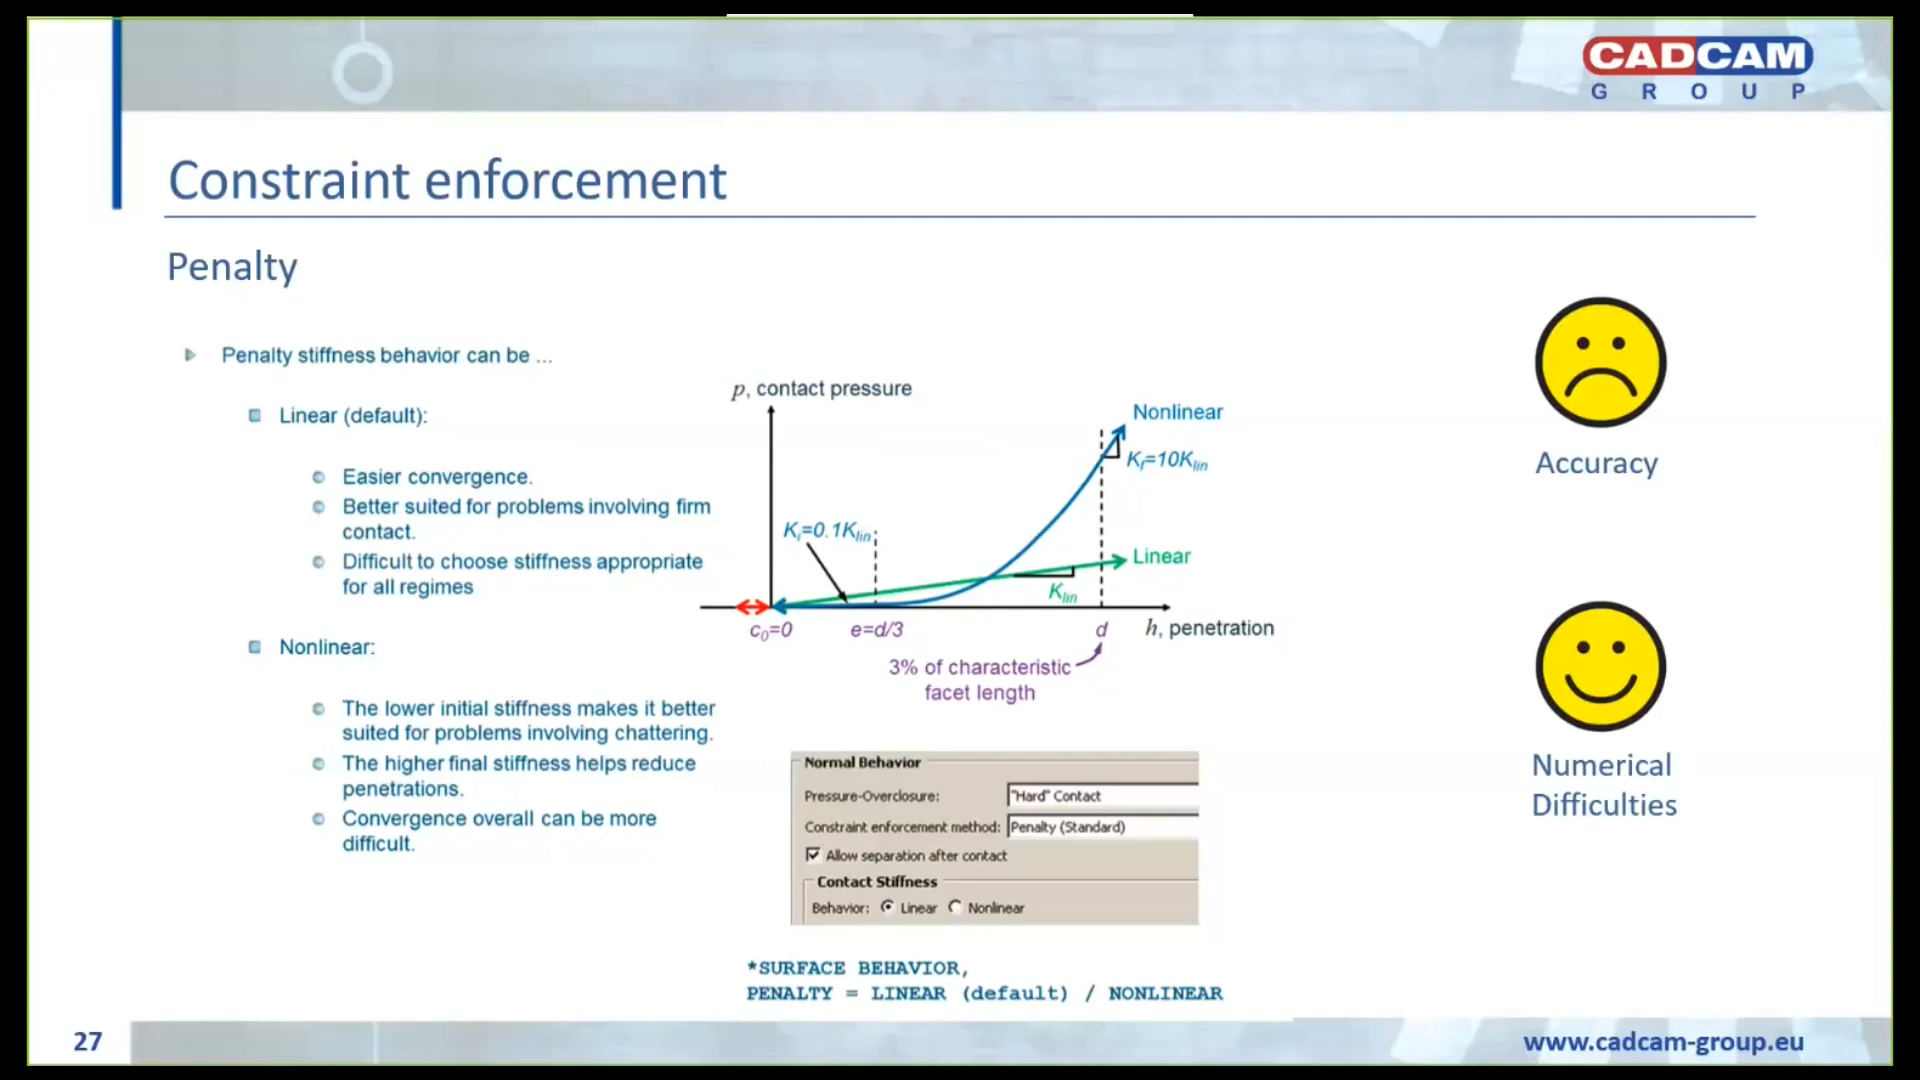 CADCAM
GROUP
Constraint enforcement
Penalty
Penalty stiffness behavior can be ...
Linear (default):
Easier convergence.
Better suited for problems involving firm
contact.
Difficult to choose stiffness appropriate
for all regimes
Nonlinear:
The lower initial stiffness makes it better
suited for problems involving chattering.
The higher final stiffness helps reduce
penetrations.
Convergence overall can be more
difficult.
p, contact pressure
Nonlinear
Kf=10Klin
Ki=0.1Klin
Linear
Klin
c0=0
e=d/3
d
h, penetration
3% of characteristic
facet length
Normal Behavior
Pressure-Overclosure: "Hard" Contact
Constraint enforcement method: Penalty (Standard)
Allow separation after contact
Contact Stiffness
Behavior: Linear Nonlinear
*SURFACE BEHAVIOR,
PENALTY = LINEAR (default) / NONLINEAR
Accuracy
Numerical
Difficulties
27
www.cadcam-group.eu